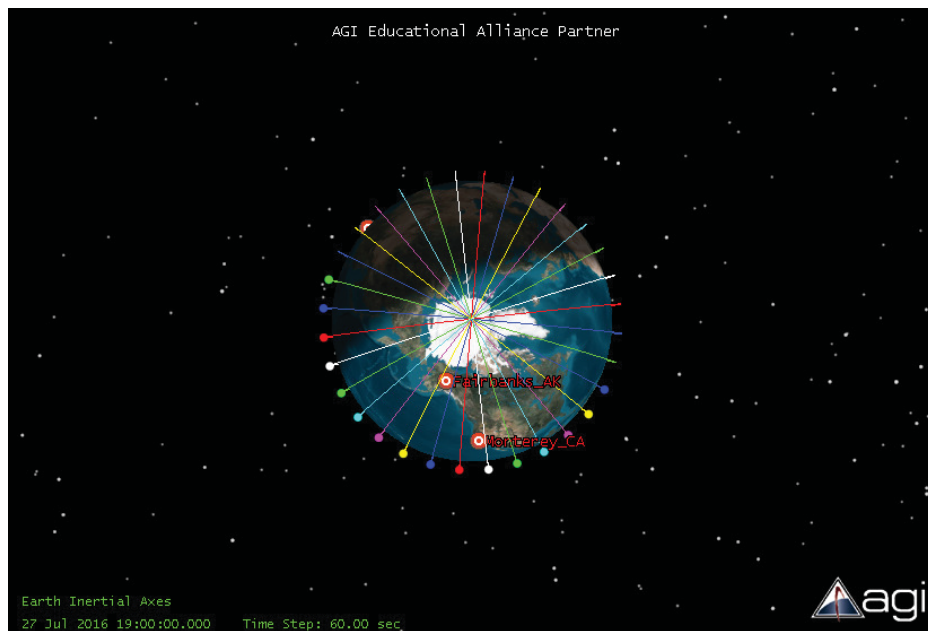 AGI Educational Alliance Partner
Fairbanks_AK
Monterey_CA
Earth Inertial Axes
27 Jul 2016 19:00:00.000 Time Step: 60.00 sec
agi